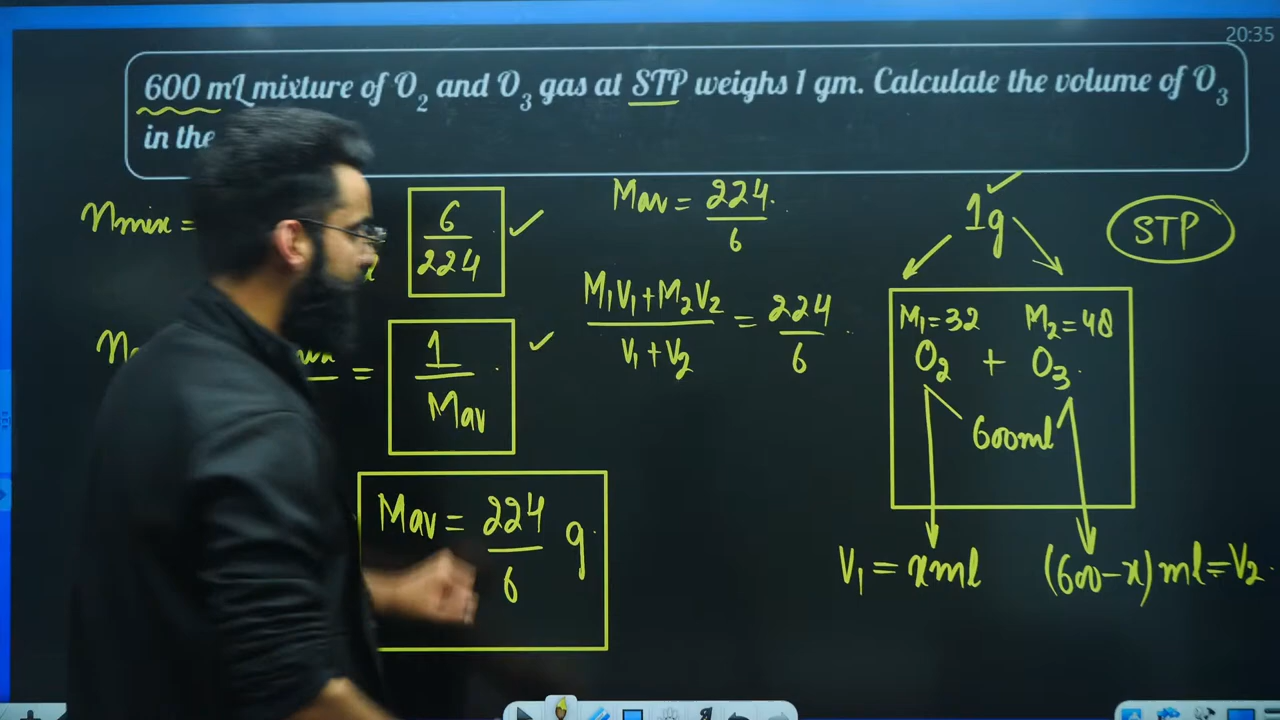 20:35
600 mL mixture of O₂ and O₃ gas at STP weighs 1 gm. Calculate the volume of O₃
in the
nmix =
6/224
Mav = 224/6
1g
STP
(M₁V₁ + M₂V₂)/(V₁ + V₂) = 224/6
M₁=32 M₂=48
O₂ + O₃
600ml
= 1/Mav
Mav = 224/6 g
V₁ = xml (600-x) ml = V₂